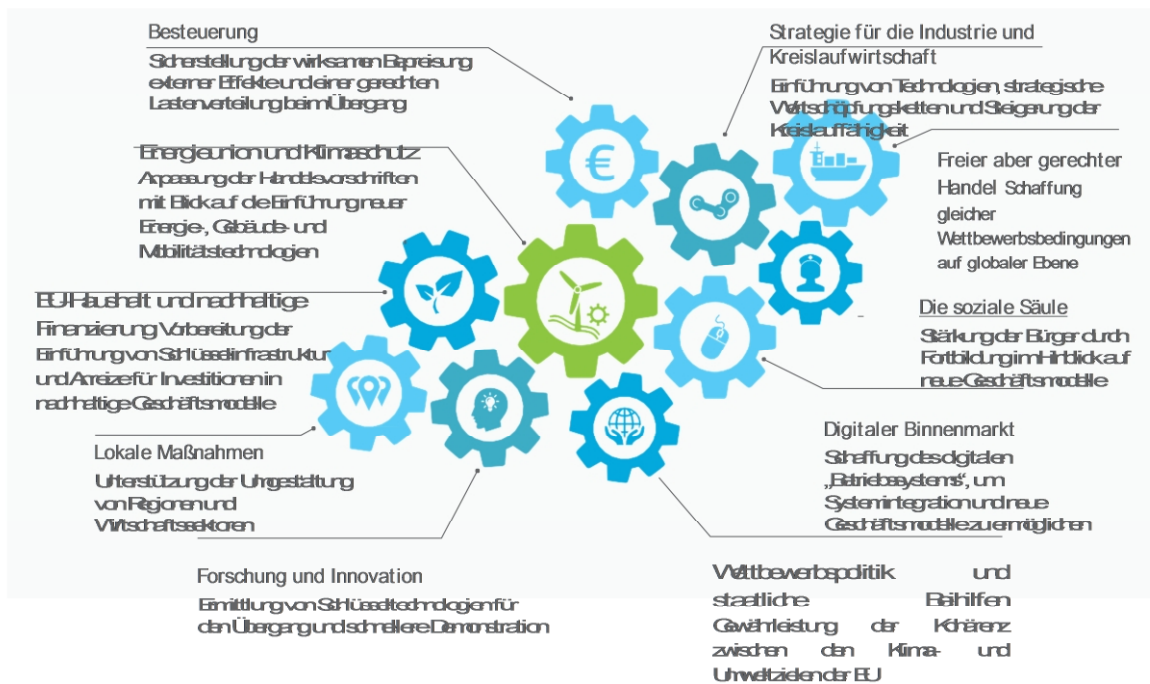 Besteuerung
Sicherstellung der wirksamen Bepreisung
externer Effekte und einer gerechten
Lastenverteilung beim Übergang
Energieunion und Klimaschutz
Anpassung der Handelsvorschriften
mit Blick auf die Einführung neuer
Energie-, Gebäude- und
Mobilitätstechnologien
EU-Haushalt und nachhaltige
Finanzierung Vorbereitung der
Einführung von Schlüsselinfrastruktur
und Anreize für Investitionen in
nachhaltige Geschäftsmodelle
Lokale Maßnahmen
Unterstützung der Umgestaltung
von Regionen und
Wirtschaftssektoren
Forschung und Innovation
Ermittlung von Schlüsseltechnologien für
den Übergang und schnellere Demonstration
Strategie für die Industrie und
Kreislaufwirtschaft
Einführung von Technologien, strategische
Wertschöpfungsketten und Steigerung der
Kreislauffähigkeit
Freier aber gerechter
Handel Schaffung
gleicher
Wettbewerbsbedingungen
auf globaler Ebene
Die soziale Säule
Stärkung der Bürger durch
Fortbildung im Hinblick auf
neue Geschäftsmodelle
Digitaler Binnenmarkt
Schaffung des digitalen
„Betriebssystems“, um
Systemintegration und neue
Geschäftsmodelle zu ermöglichen
Wettbewerbspolitik und
staatliche Beihilfen
Gewährleistung der Kohärenz
zwischen den Klima- und
Umweltzielen der EU
€